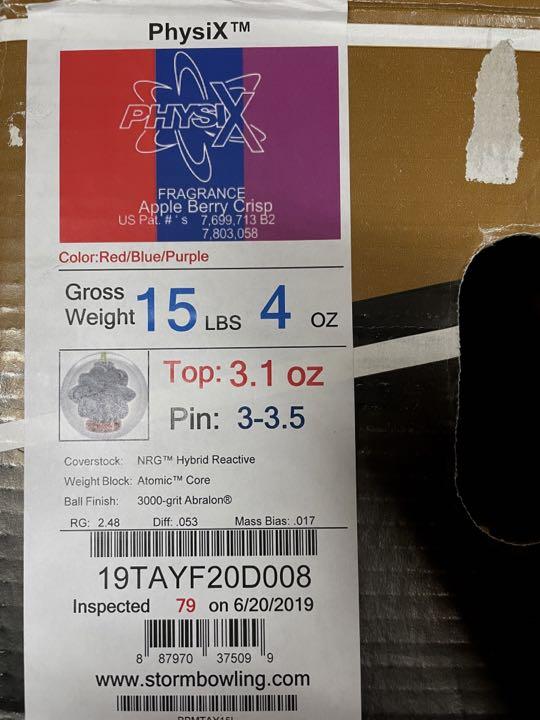 PhysiX™
PHYSIX
FRAGRANCE
Apple Berry Crisp
US Pat. # ' s 7,699,713 B2
7,803,058
Color:Red/Blue/Purple
Gross Weight 15 LBS 4 OZ
Top: 3.1 oz
Pin: 3-3.5
Coverstock: NRG™ Hybrid Reactive
Weight Block: Atomic™ Core
Ball Finish: 3000-grit Abralon®
RG: 2.48 Diff: .053 Mass Bias: .017
19TAYF20D008
Inspected 79 on 6/20/2019
8 87970 37509 9
www.stormbowling.com